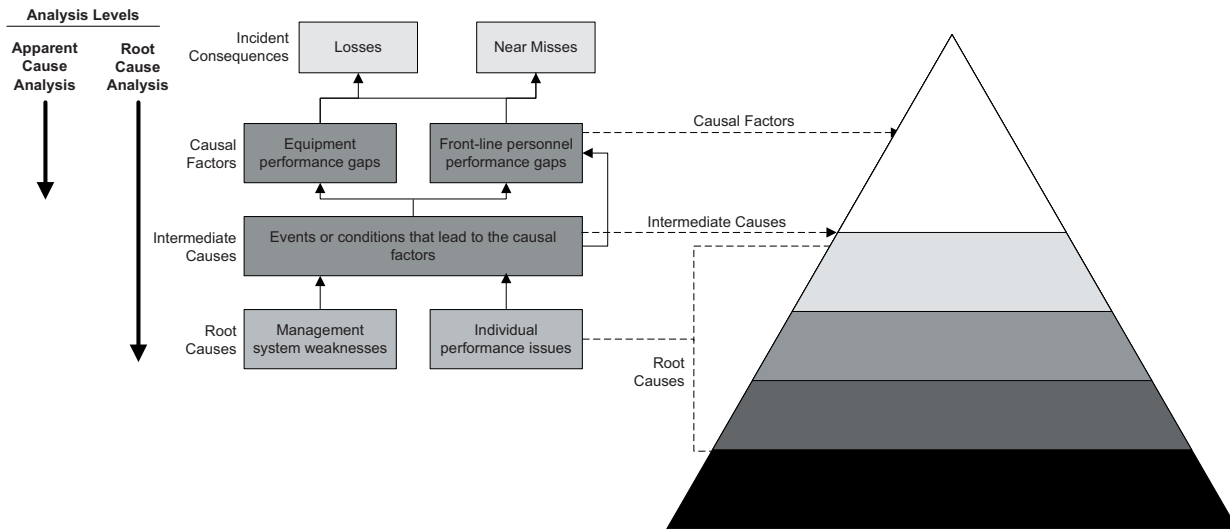 Analysis Levels
Apparent
Cause
Analysis
Root
Cause
Analysis
Incident
Consequences
Losses
Near Misses
Causal
Factors
Equipment
performance gaps
Front-line personnel
performance gaps
Causal Factors
Intermediate
Causes
Events or conditions that lead to the causal
factors
Intermediate Causes
Root
Causes
Management
system weaknesses
Individual
performance issues
Root
Causes